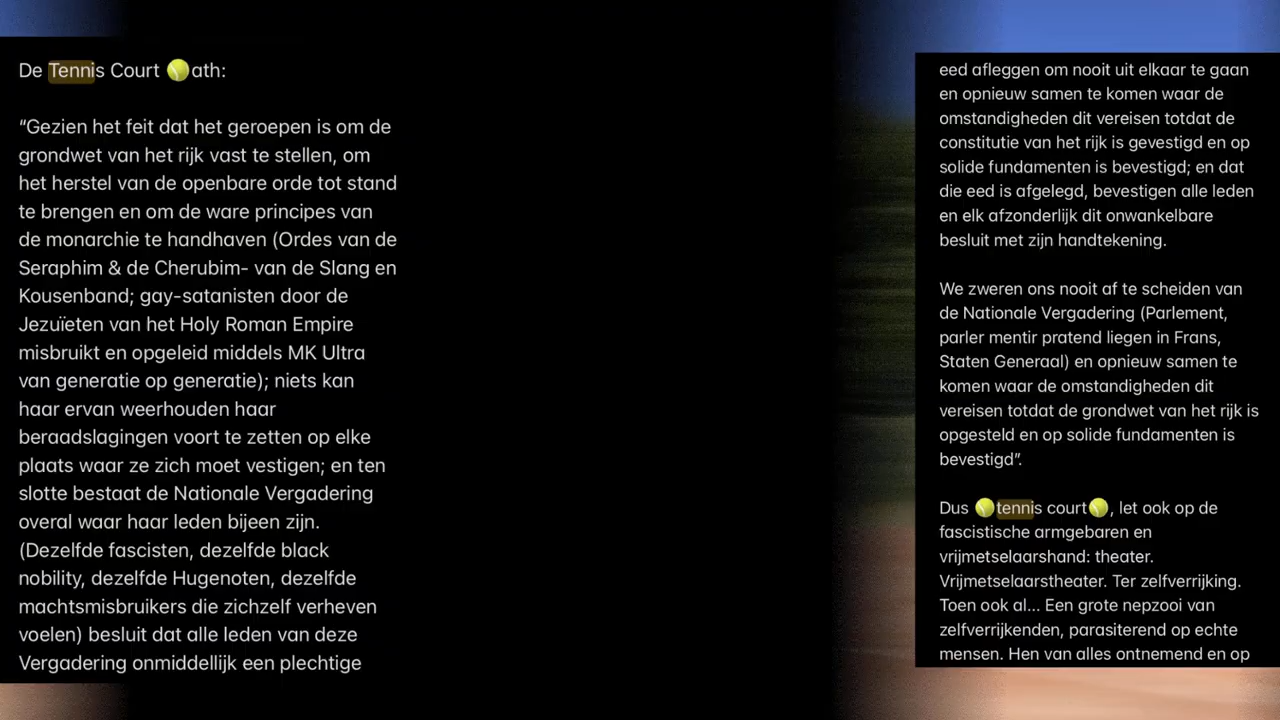 De Tennis Court 🎾ath:
“Gezien het feit dat het geroepen is om de
grondwet van het rijk vast te stellen, om
het herstel van de openbare orde tot stand
te brengen en om de ware principes van
de monarchie te handhaven (Ordes van de
Seraphim & de Cherubim- van de Slang en
Kousenband; gay-satanisten door de
Jezuïeten van het Holy Roman Empire
misbruikt en opgeleid middels MK Ultra
van generatie op generatie); niets kan
haar ervan weerhouden haar
beraadslagingen voort te zetten op elke
plaats waar ze zich moet vestigen; en ten
slotte bestaat de Nationale Vergadering
overal waar haar leden bijeen zijn.
(Dezelfde fascisten, dezelfde black
nobility, dezelfde Hugenoten, dezelfde
machtsmisbruikers die zichzelf verheven
voelen) besluit dat alle leden van deze
Vergadering onmiddellijk een plechtige
eed afleggen om nooit uit elkaar te gaan
en opnieuw samen te komen waar de
omstandigheden dit vereisen totdat de
constitutie van het rijk is gevestigd en op
solide fundamenten is bevestigd; en dat
die eed is afgelegd, bevestigen alle leden
en elk afzonderlijk dit onwankelbare
besluit met zijn handtekening.
We zweren ons nooit af te scheiden van
de Nationale Vergadering (Parlement,
parler mentir pratend liegen in Frans,
Staten Generaal) en opnieuw samen te
komen waar de omstandigheden dit
vereisen totdat de grondwet van het rijk is
opgesteld en op solide fundamenten is
bevestigd”.
Dus 🎾tennis court🎾, let ook op de
fascistische armgebaren en
vrijmetselaarshand: theater.
Vrijmetselaarstheater. Ter zelfverrijking.
Toen ook al... Een grote nepzooi van
zelfverrijkenden, parasiterend op echte
mensen. Hen van alles ontnemend en op